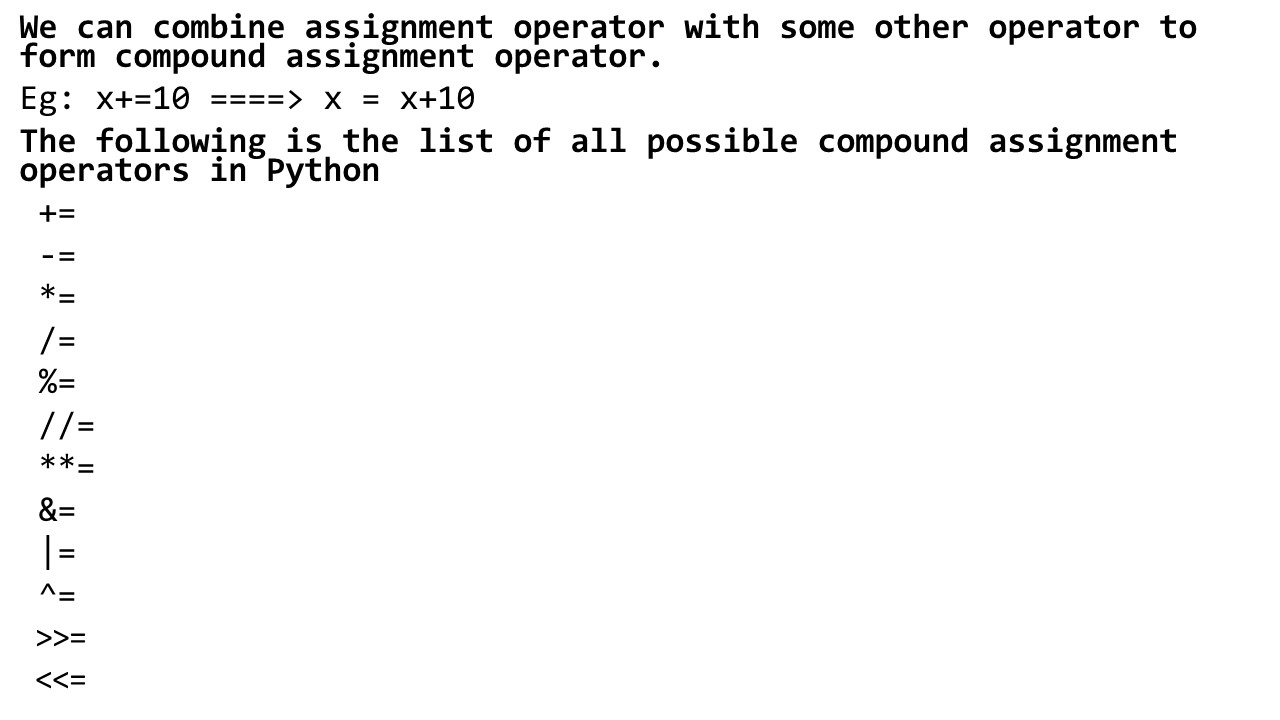 We can combine assignment operator with some other operator to
form compound assignment operator.
Eg: x+=10 ====> x = x+10
The following is the list of all possible compound assignment
operators in Python
+=
-=
*=
/=
%=
//=
**=
&=
|=
^=
>>=
<<=